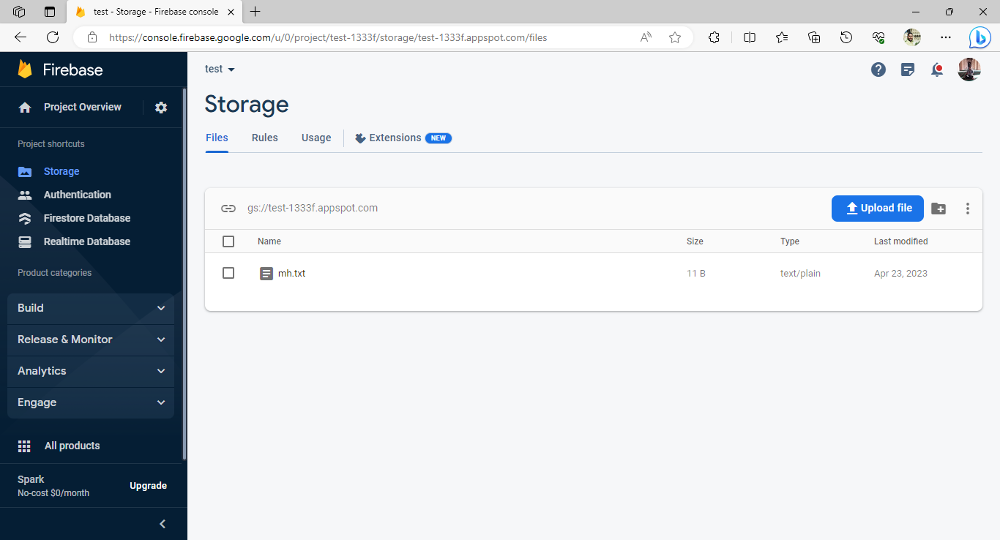 test - Storage - Firebase console
https://console.firebase.google.com/u/0/project/test-1333f/storage/test-1333f.appspot.com/files
Firebase
test
Project Overview
Storage
Project shortcuts
Files Rules Usage Extensions NEW
Storage
Authentication
Firestore Database
Realtime Database
gs://test-1333f.appspot.com Upload file
Name Size Type Last modified
mh.txt 11 B text/plain Apr 23, 2023
Product categories
Build
Release & Monitor
Analytics
Engage
All products
Spark
No-cost $0/month
Upgrade